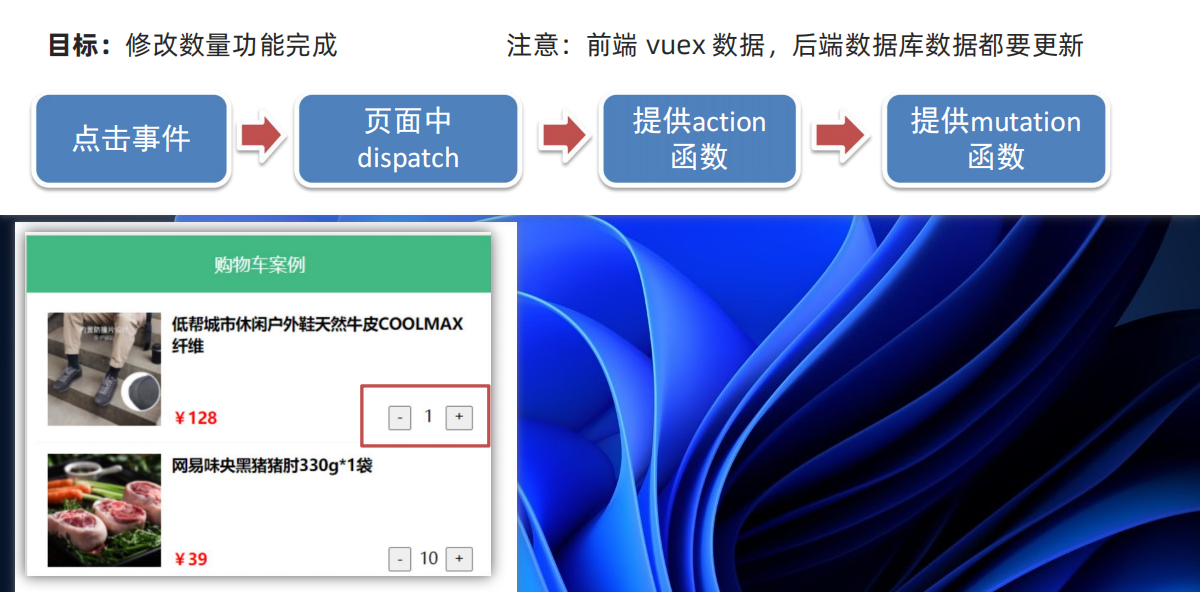 目标：修改数量功能完成
注意：前端 vuex 数据，后端数据库数据都要更新
点击事件
页面中
dispatch
提供action
函数
提供mutation
函数
购物车案例
低帮城市休闲户外鞋天然牛皮COOLMAX
纤维
￥128
- 1 +
网易味央黑猪猪肘330g*1袋
￥39
- 10 +